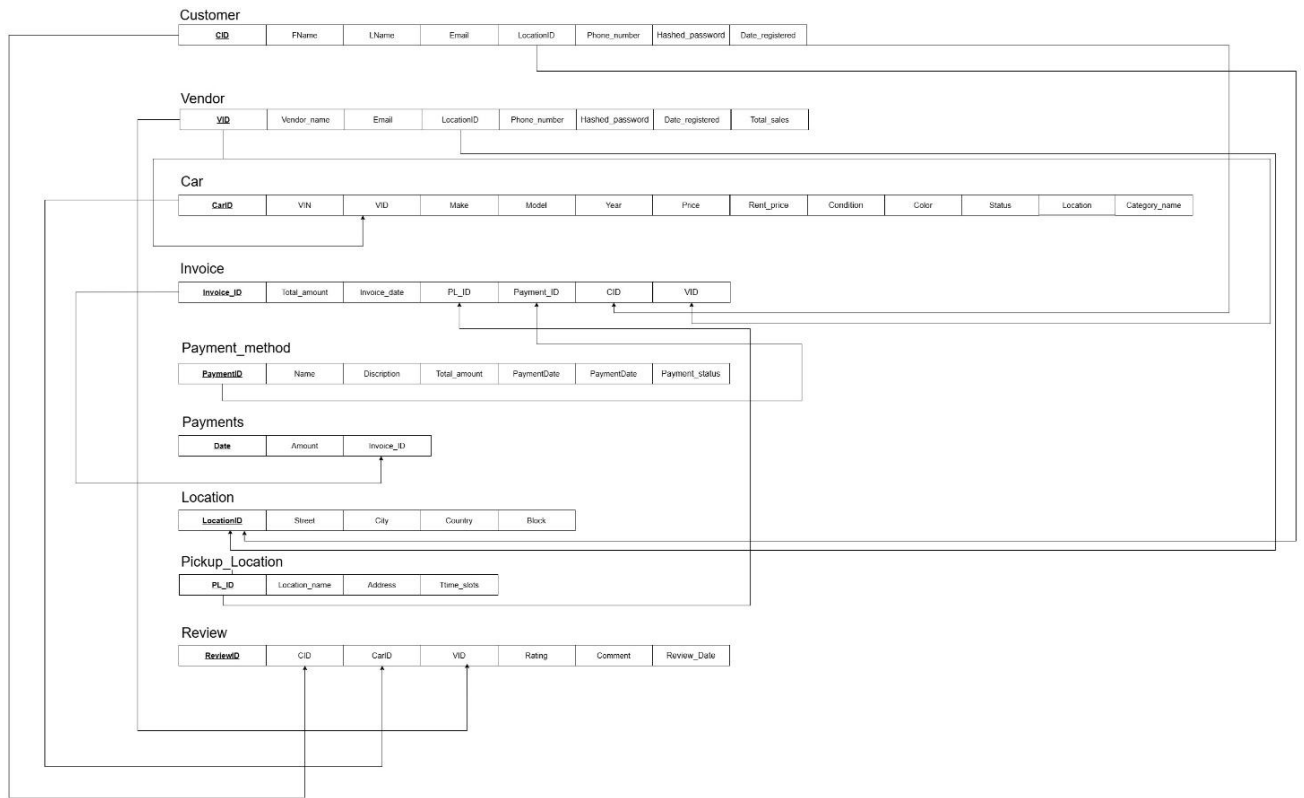 Customer
CID FName LName Email LocationID Phone_number Hashed_password Date_registered
Vendor
VID Vendor_name Email LocationID Phone_number Hashed_password Date_registered Total_sales
Car
CarID VIN VID Make Model Year Price Rent_price Condition Color Status Location Category_name
Invoice
Invoice_ID Total_amount Invoice_date PL_ID Payment_ID CID VID
Payment_method
PaymentID Name Discription Total_amount PaymentDate PaymentDate Payment_status
Payments
Date Amount Invoice_ID
Location
LocationID Street City Country Block
Pickup_Location
PL_ID Location_name Address Ttime_slots
Review
ReviewID CID CarID VID Rating Comment Review_Date